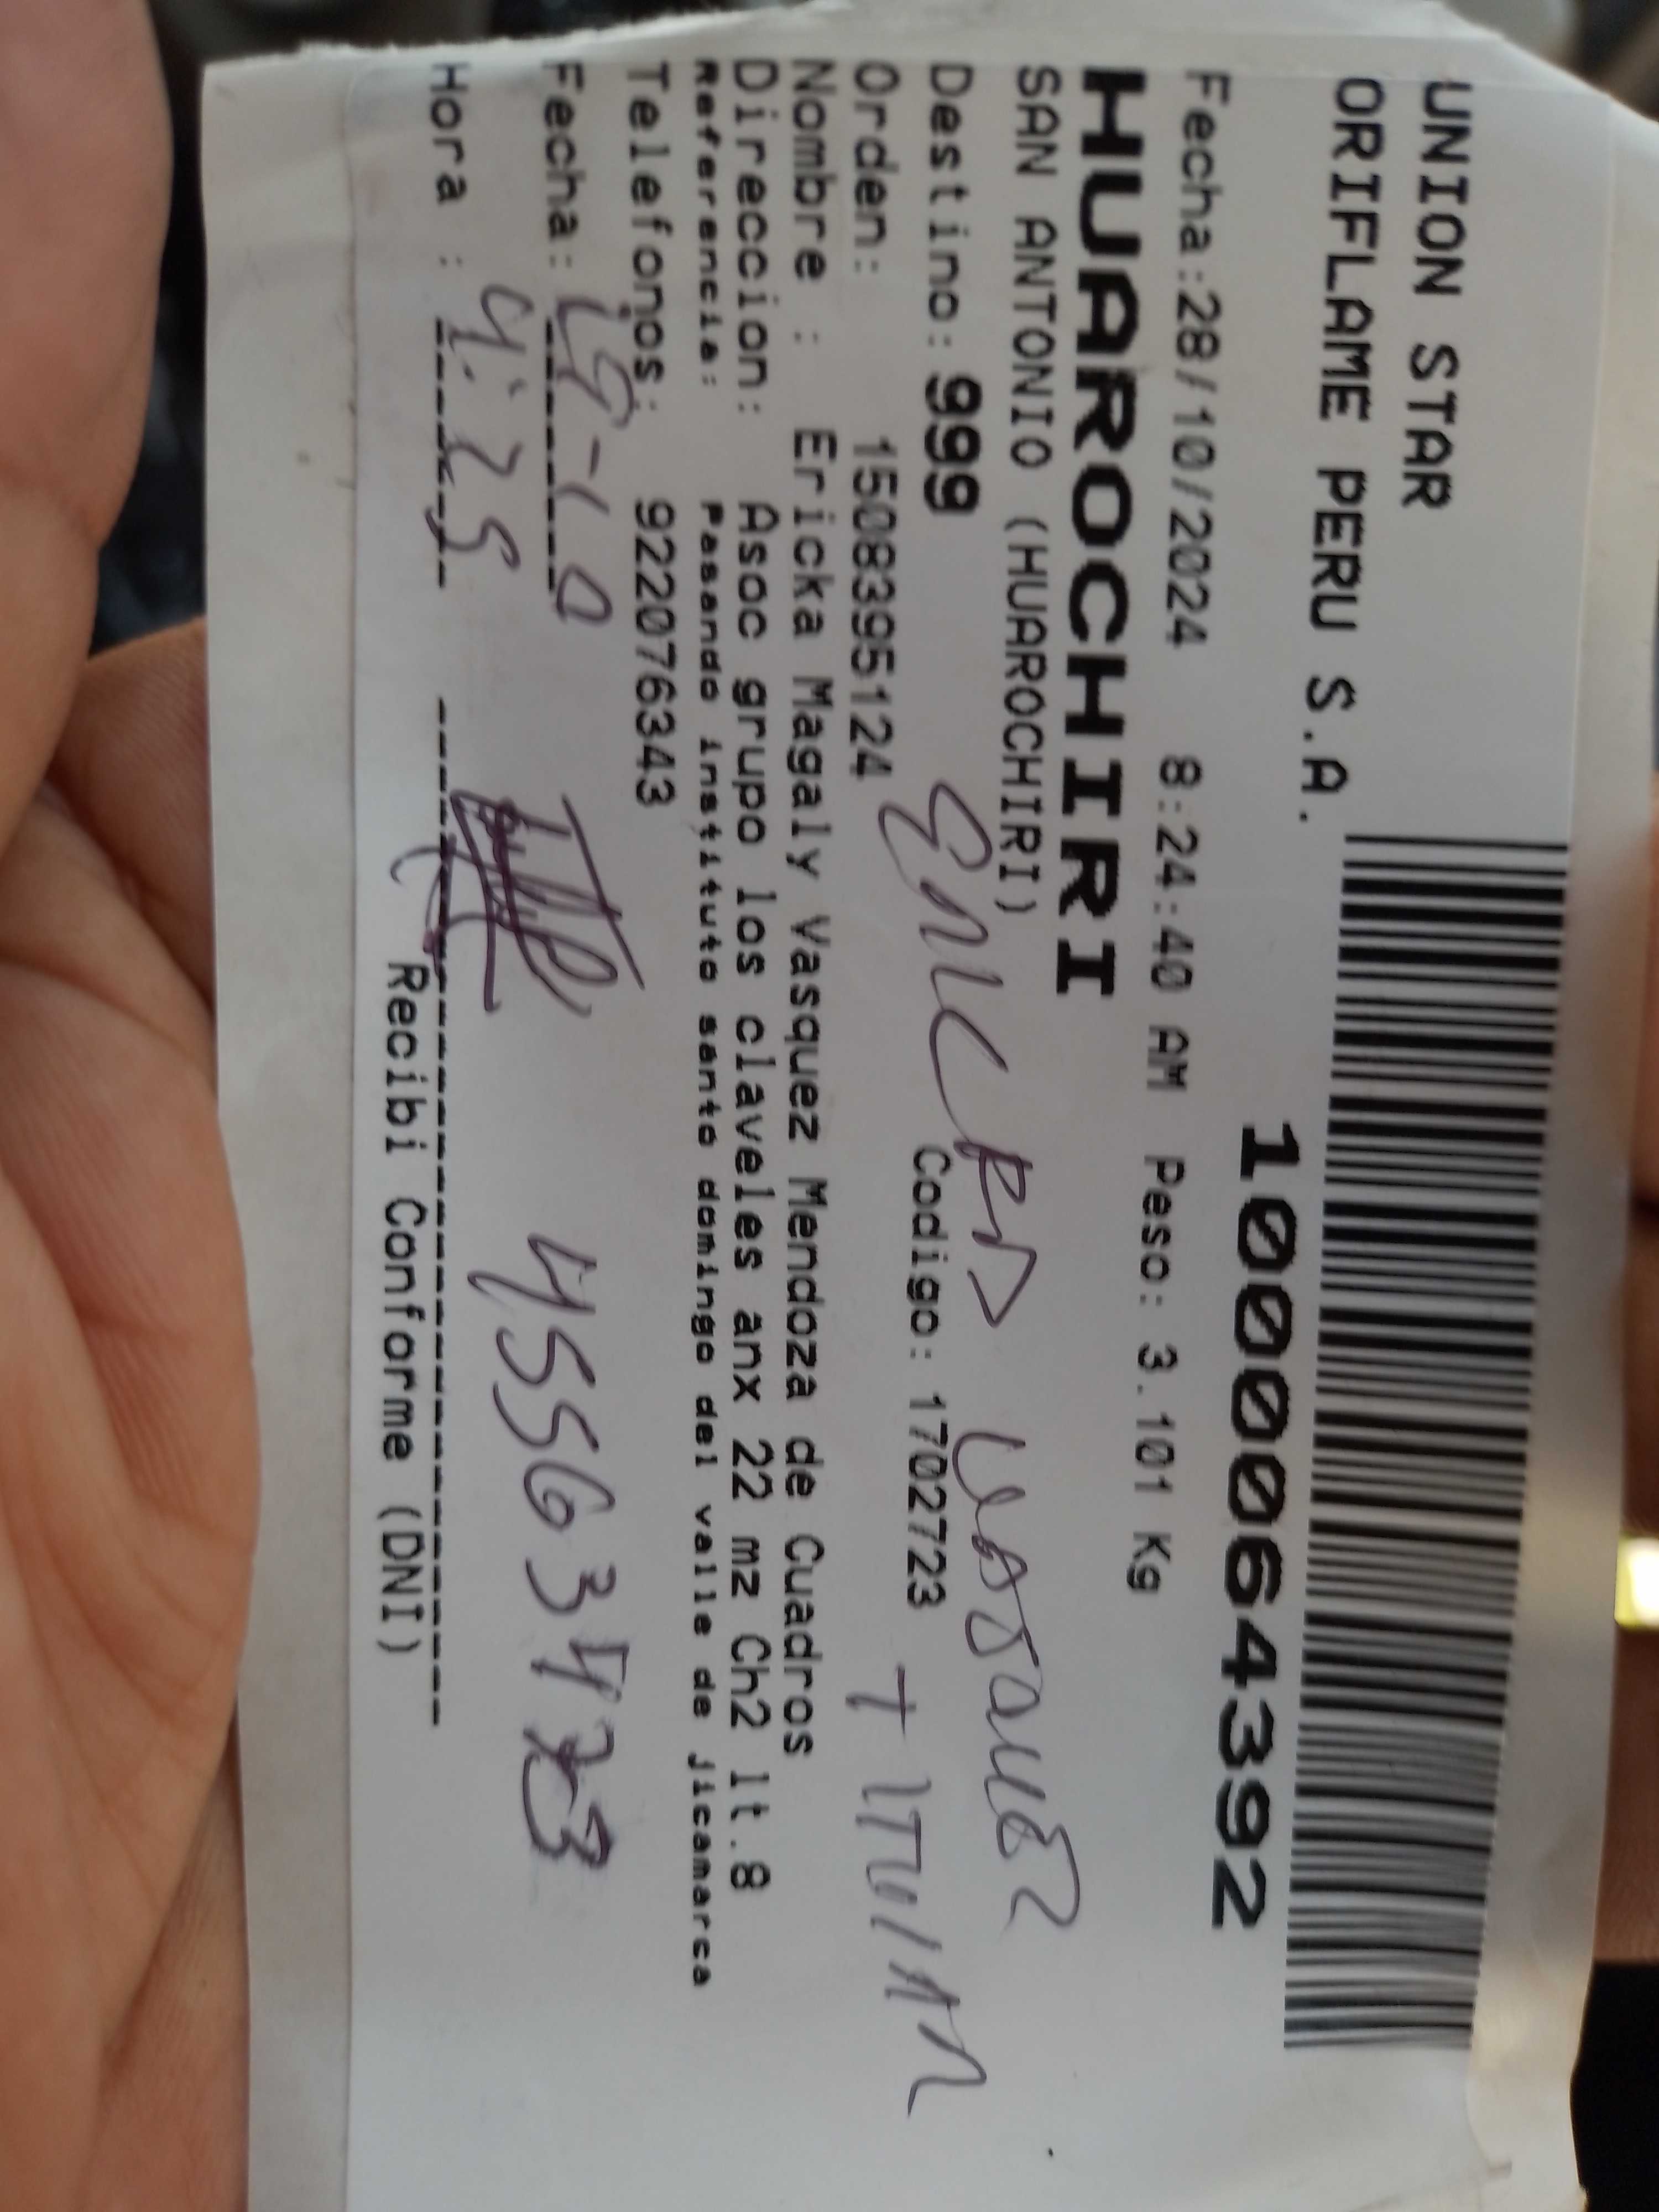 UNION STAR
ORIFLAME PERU S.A.
1000064392
Fecha:28/10/2024 8:24:40 AM Peso: 3.101 Kg
HUAROCHIRI
SAN ANTONIO (HUAROCHIRI)
Destino: 999 Codigo: 1702723
Orden: 1508395124
Nombre : Ericka Magaly Vasquez Mendoza de Cuadros
Direccion: Asoc grupo los claveles anx 22 mz Ch2 lt.8
Referencia: Pasando instituto santo domingo del valle de jicamarca
Telefonos: 922076343
Fecha:
Hora : 4:25
Recibi Conforme (DNI)